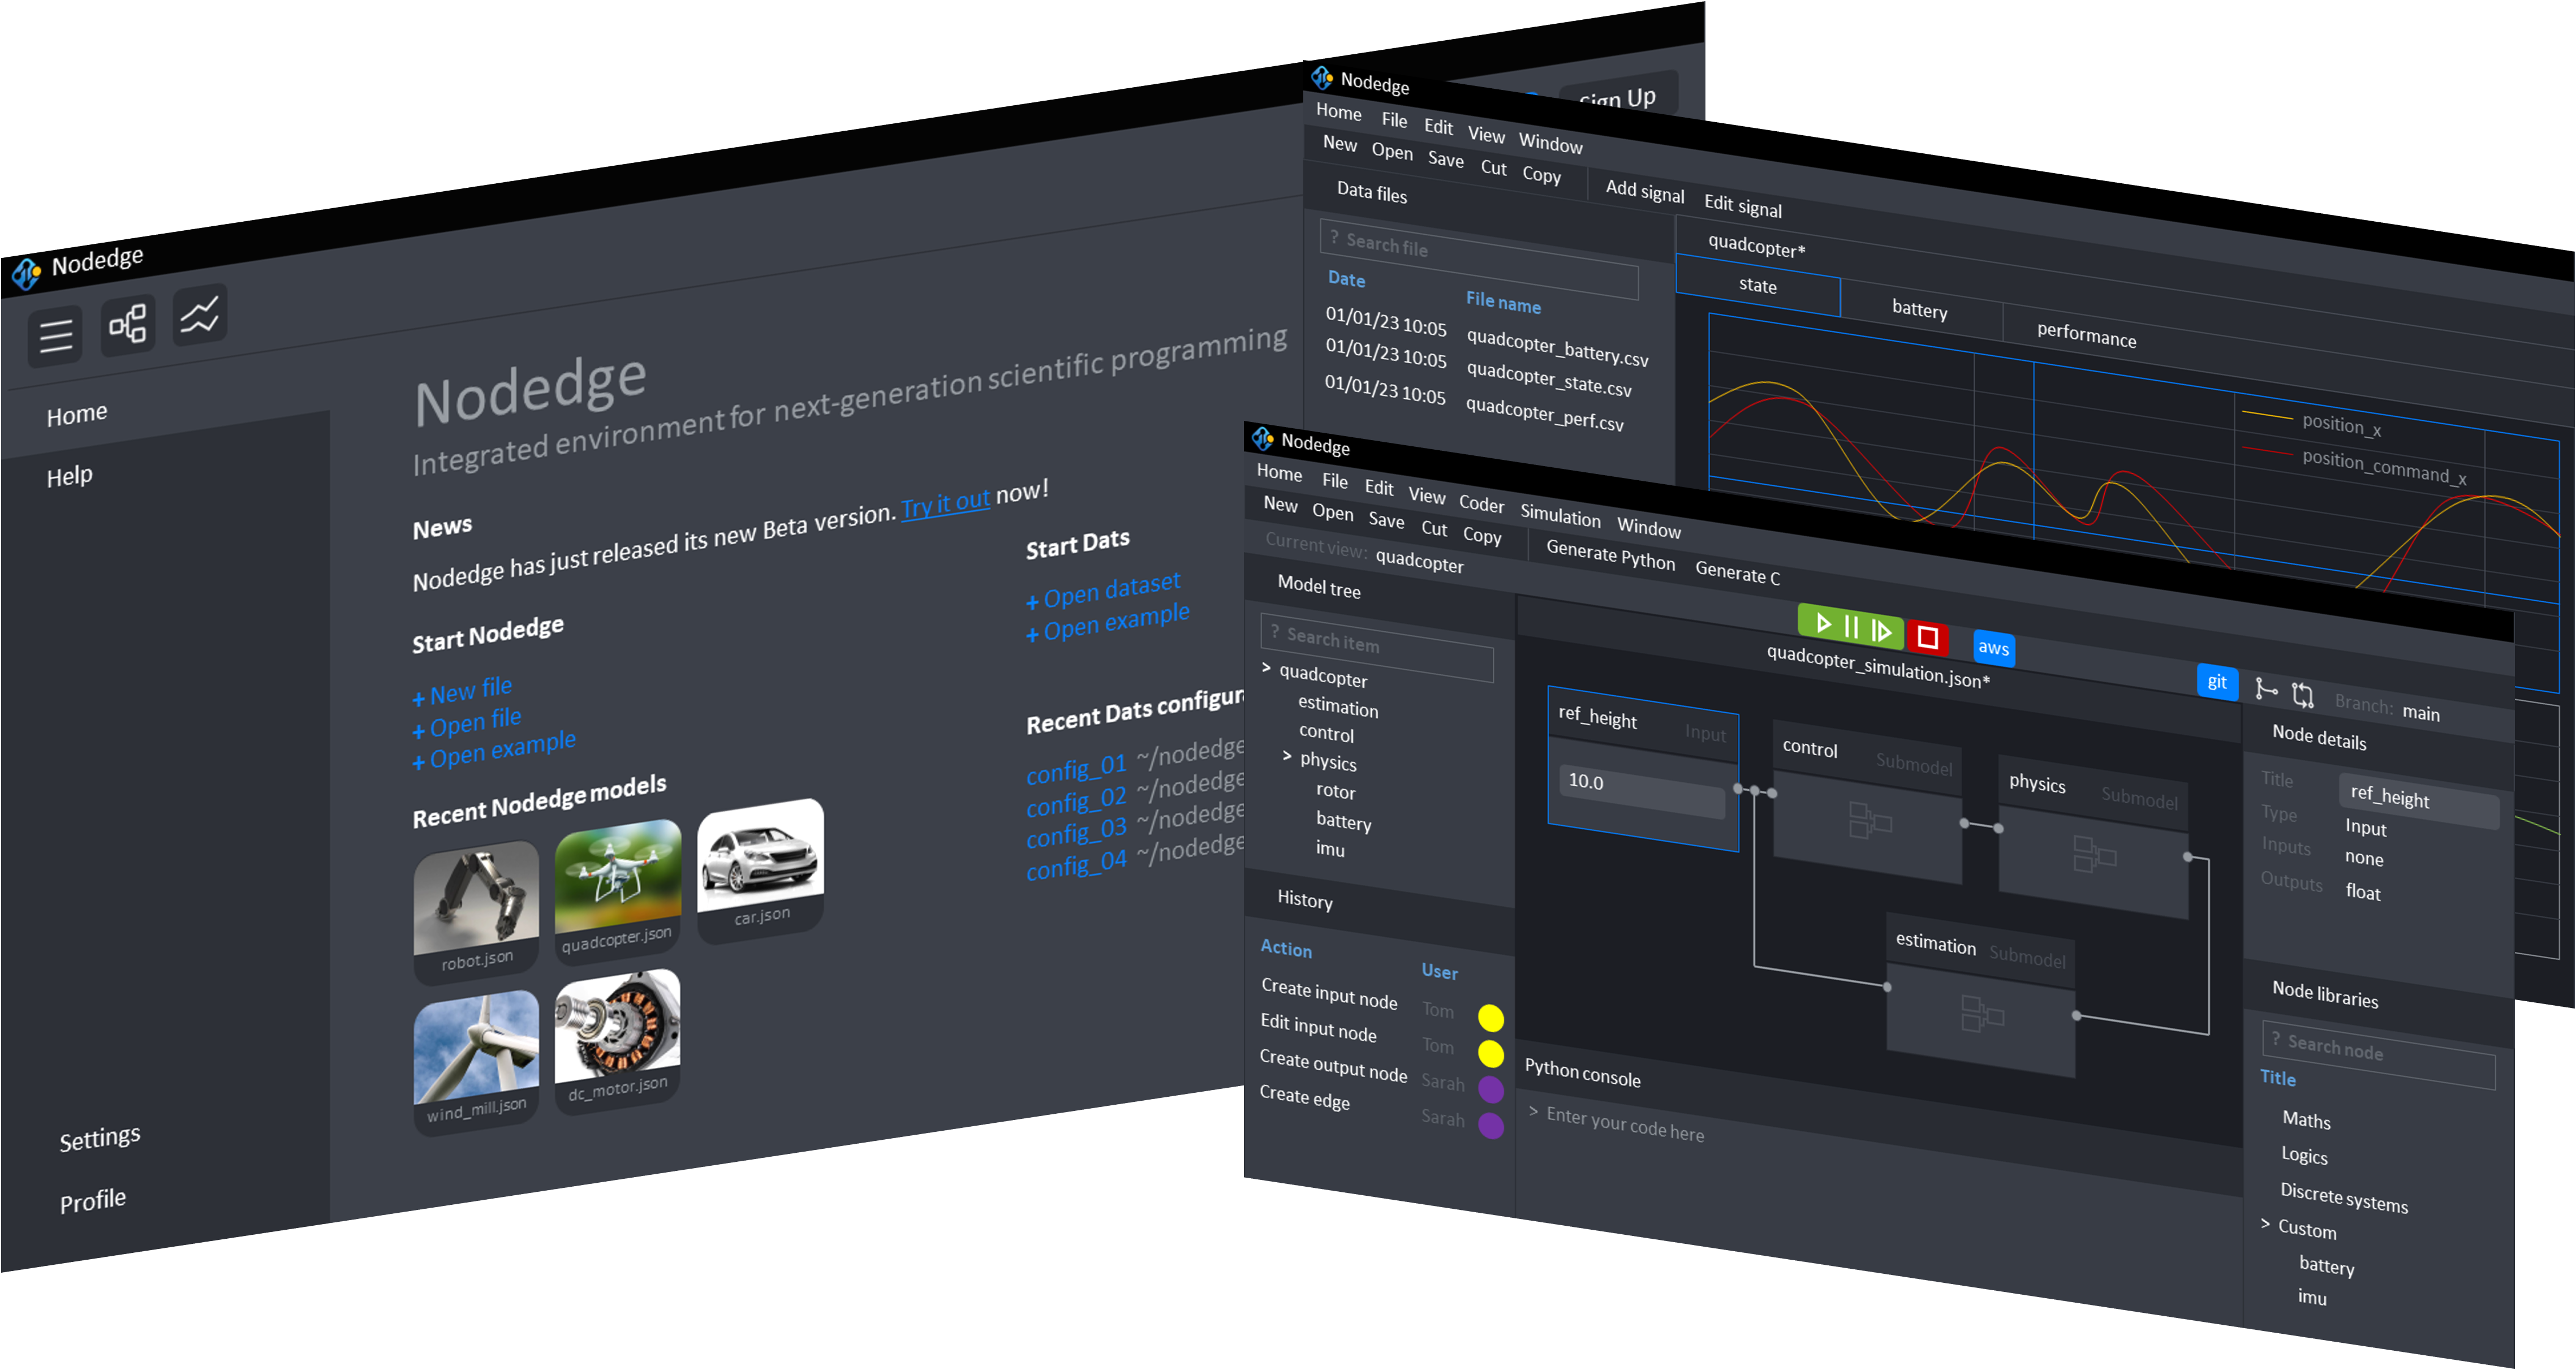 Nodedge
Sign Up
Home
Help
Settings
Profile
Nodedge
Integrated environment for next-generation scientific programming
News
Nodedge has just released its new Beta version. Try it out now!
Start Nodedge
+ New file
+ Open file
+ Open example
Recent Nodedge models
robot.json
quadcopter.json
car.json
wind_mill.json
dc_motor.json
Start Dats
+ Open dataset
+ Open example
Recent Dats
config_01 ~/nodedge
config_02 ~/nodedge
config_03 ~/nodedge
config_04 ~/nodedge
Nodedge
Home File Edit View Window
New Open Save Cut Copy Add signal Edit signal
Data files
? Search file
Date File name
01/01/23 10:05 quadcopter_battery.csv
01/01/23 10:05 quadcopter_state.csv
01/01/23 10:05 quadcopter_perf.csv
quadcopter*
state battery performance
position_x
position_command_x
Nodedge
Home File Edit View Coder Simulation Window
New Open Save Cut Copy Generate Python Generate C
Current view: quadcopter
aws
git Branch: main
Model tree
? Search item
> quadcopter
estimation
control
> physics
rotor
battery
imu
History
Action User
Create input node Tom
Edit input node Tom
Create output node Sarah
Create edge Sarah
quadcopter_simulation.json*
ref_height Input
10.0
control Submodel
physics Submodel
estimation Submodel
Python console
> Enter your code here
Node details
Title ref_height
Type Input
Inputs none
Outputs float
Node libraries
? Search node
Title
Maths
Logics
Discrete systems
> Custom
battery
imu